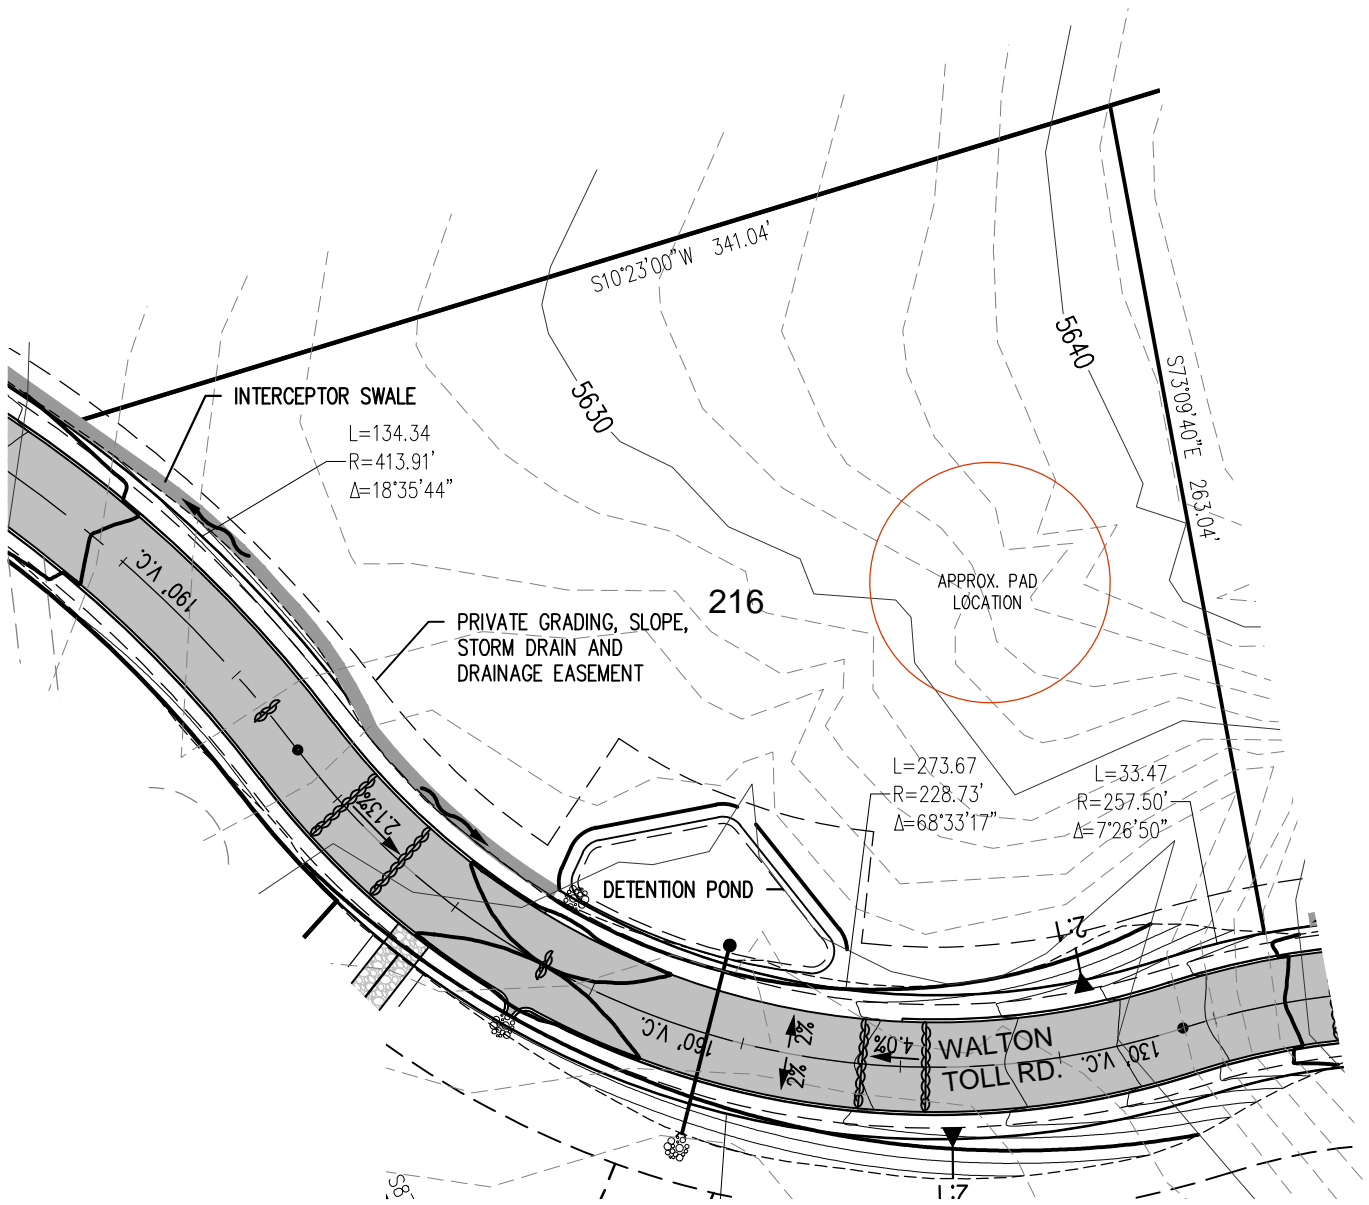 S10°23'00"W 341.04'
5640
S73°09'40"E 263.04'
5630
INTERCEPTOR SWALE
L=134.34
R=413.91'
Δ=18°35'44"
APPROX. PAD
LOCATION
216
190' V.C.
PRIVATE GRADING, SLOPE,
STORM DRAIN AND
DRAINAGE EASEMENT
L=273.67
R=228.73'
Δ=68°33'17"
L=33.47
R=257.50'
Δ=7°26'50"
2.13%
DETENTION POND
2:1
160' V.C.
2%
2%
4.0%
WALTON
TOLL RD.
130' V.C.
2:1
S8